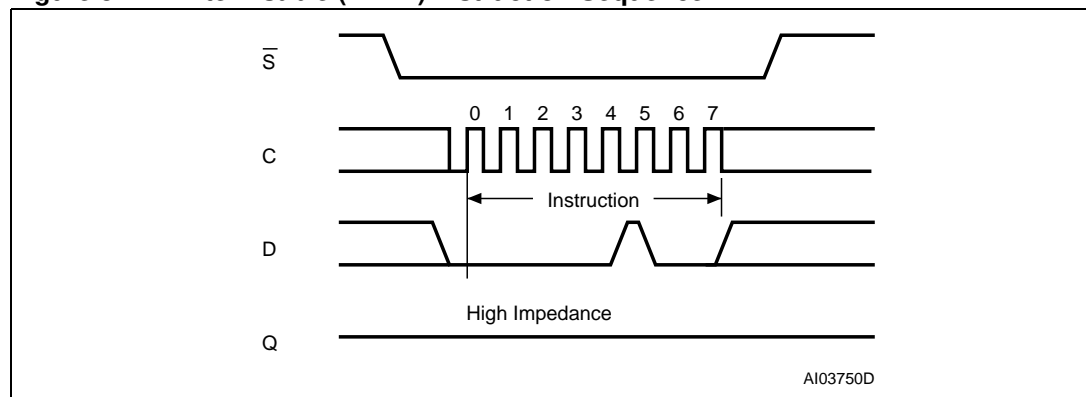 S̅
0 1 2 3 4 5 6 7
C
Instruction
D
High Impedance
Q
AI03750D